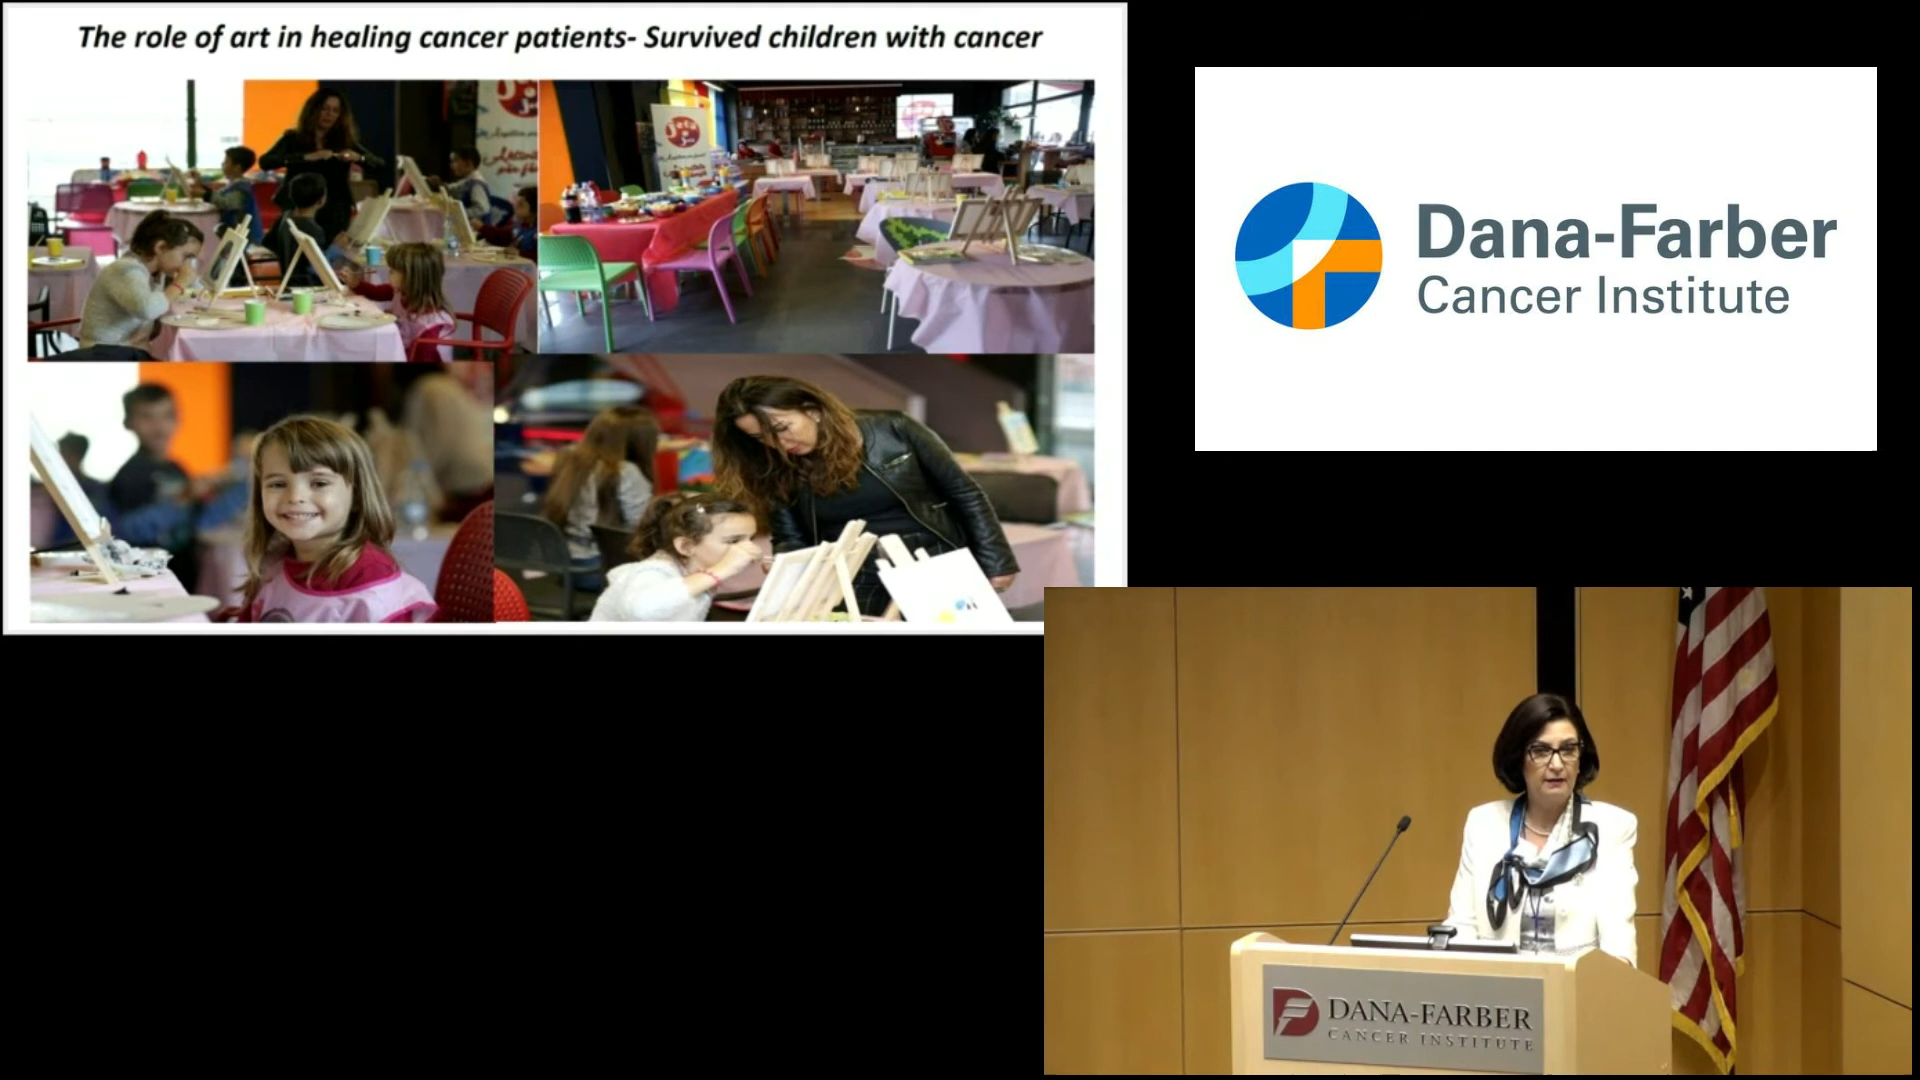 The role of art in healing cancer patients- Survived children with cancer
Jeta
Dana-Farber
Cancer Institute
DANA-FARBER
CANCER INSTITUTE